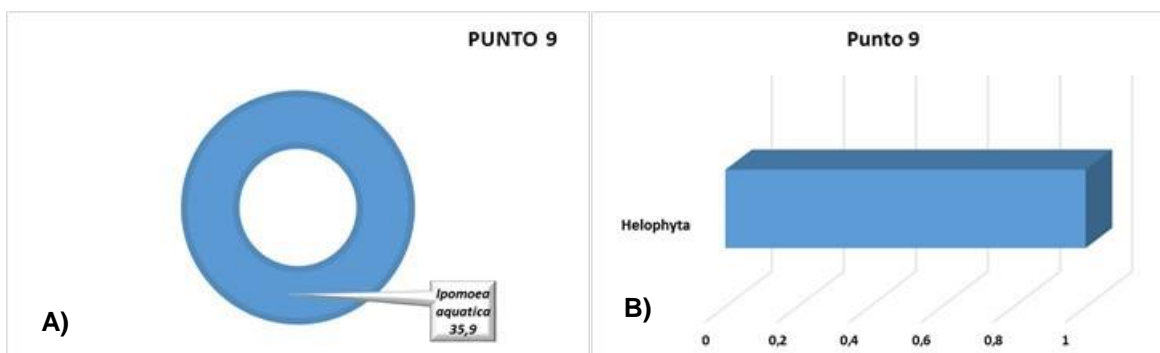 PUNTO 9
Ipomoea
aquatica
35,9
A)
Punto 9
Helophyta
B)
0 0,2 0,4 0,6 0,8 1